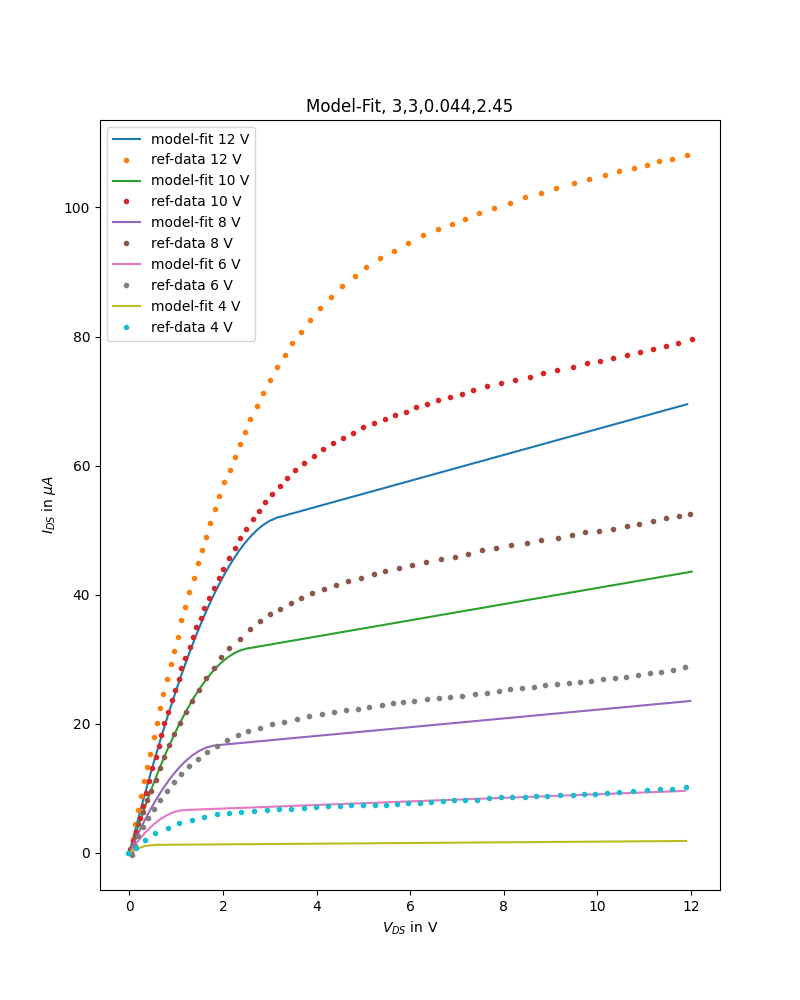 Model-Fit, 3,3,0.044,2.45
model-fit 12 V
ref-data 12 V
model-fit 10 V
ref-data 10 V
model-fit 8 V
ref-data 8 V
model-fit 6 V
ref-data 6 V
model-fit 4 V
ref-data 4 V
100
80
60
40
20
0
I_{DS} in μA
0 2 4 6 8 10 12
V_{DS} in V